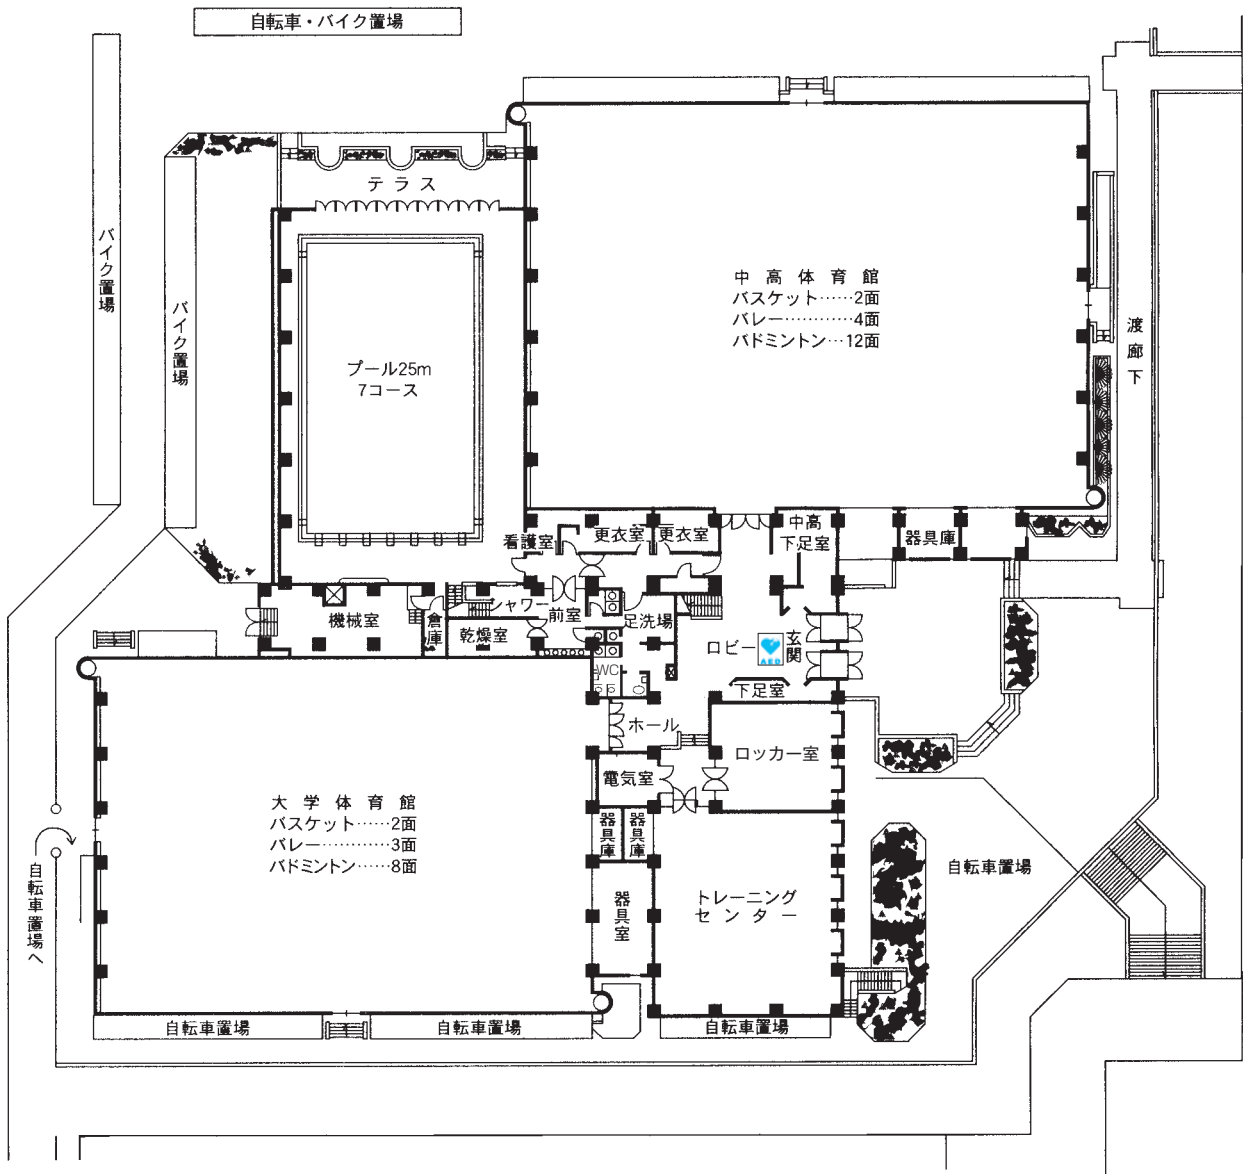 自転車・バイク置場
テラス
バイク置場
バイク置場
中高体育館
バスケット……2面
バレー…………4面
バドミントン…12面
渡廊下
プール25m
7コース
看護室
更衣室
更衣室
中高
下足室
器具庫
機械室
倉庫
シャワー
前室
足洗場
乾燥室
ロビー
AED
玄関
WC
下足室
ホール
ロッカー室
電気室
大学体育館
バスケット……2面
バレー…………3面
バドミントン……8面
器具庫
器具庫
自転車置場
自転車置場へ
器具室
トレーニング
センター
自転車置場
自転車置場
自転車置場